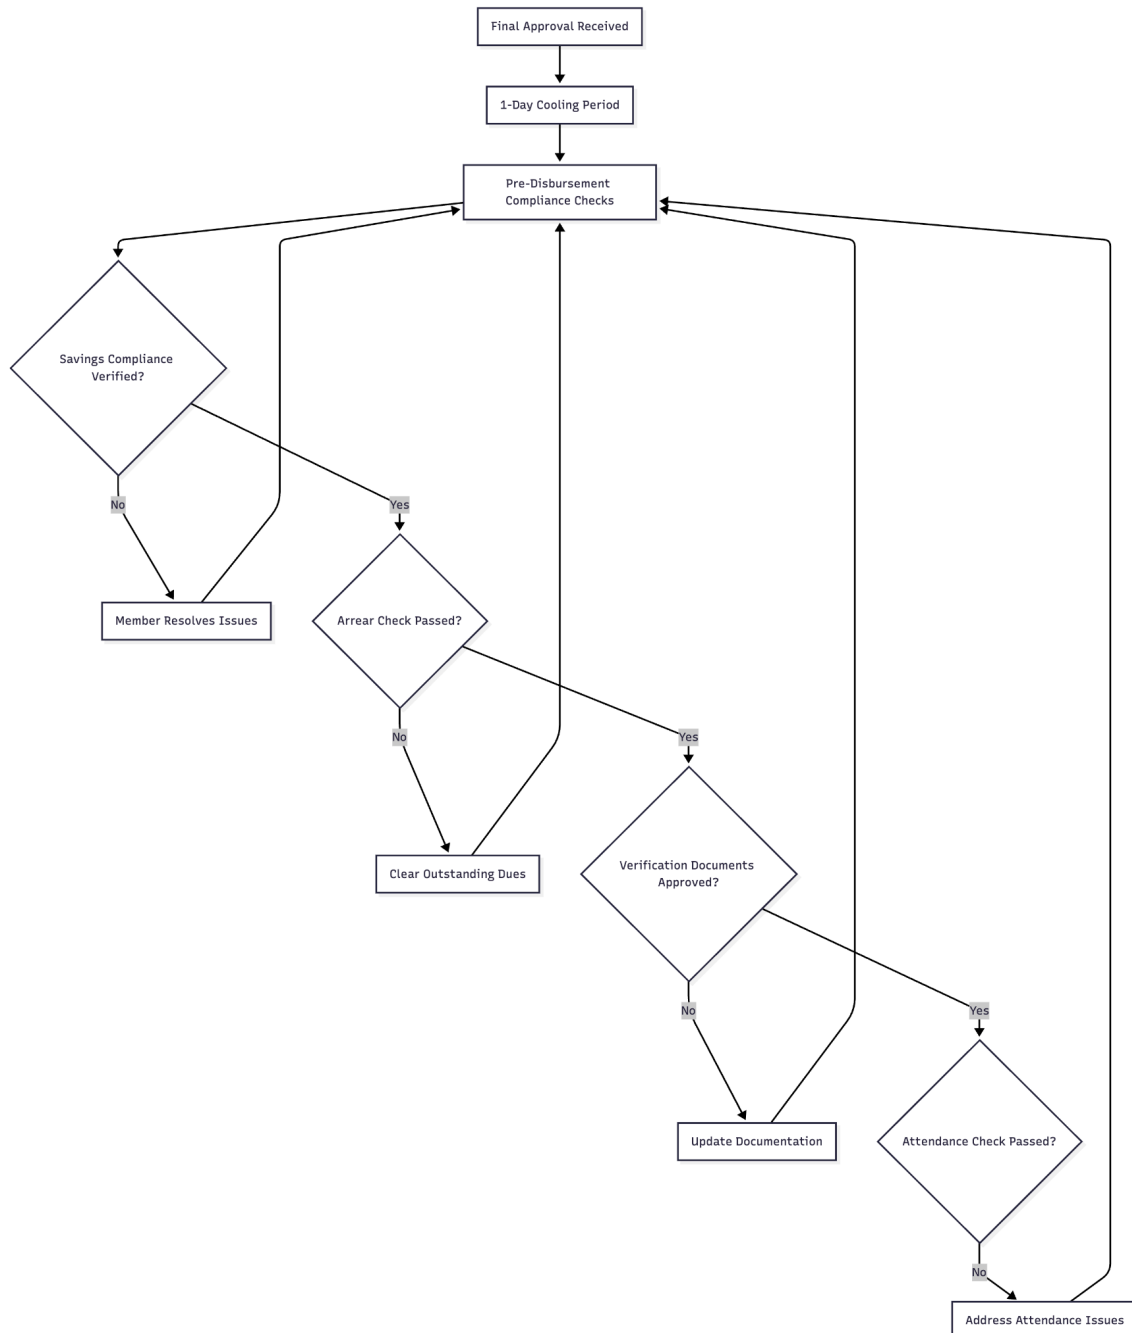 Final Approval Received
1-Day Cooling Period
Pre-Disbursement
Compliance Checks
Savings Compliance
Verified?
No
Yes
Member Resolves Issues
Arrear Check Passed?
No
Yes
Clear Outstanding Dues
Verification Documents
Approved?
No
Yes
Update Documentation
Attendance Check Passed?
No
Address Attendance Issues